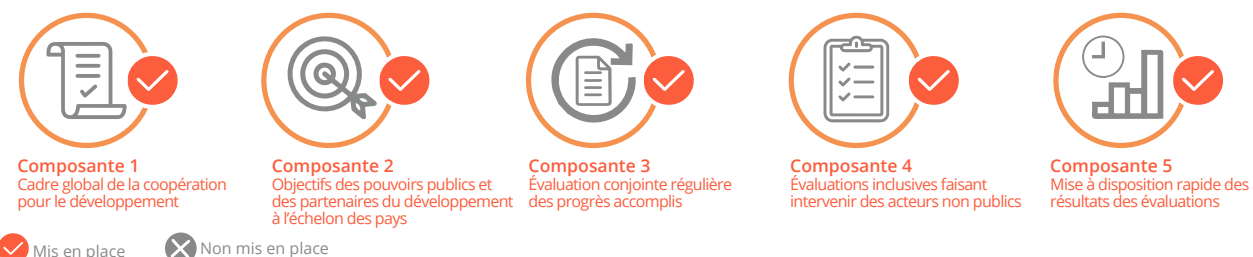 Composante 1
Cadre global de la coopération
pour le développement
Composante 2
Objectifs des pouvoirs publics et
des partenaires du développement
à l’échelon des pays
Composante 3
Évaluation conjointe régulière
des progrès accomplis
Composante 4
Évaluations inclusives faisant
intervenir des acteurs non publics
Composante 5
Mise à disposition rapide des
résultats des évaluations
Mis en place
Non mis en place